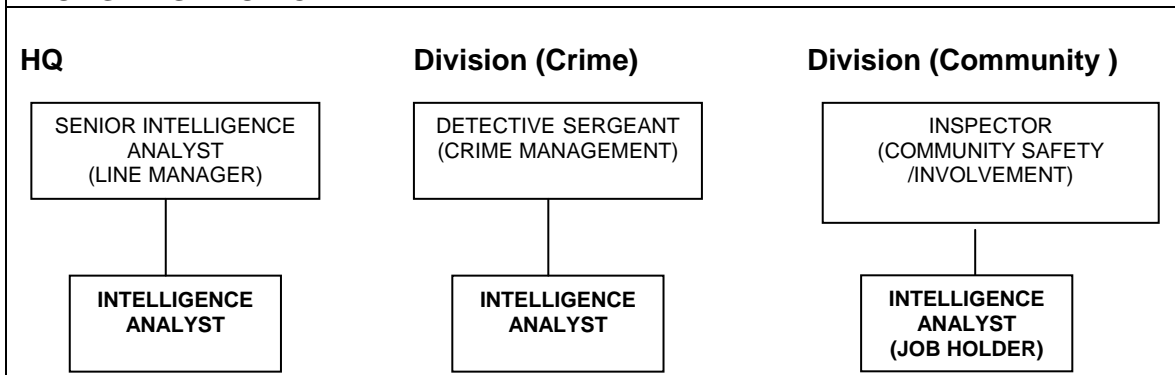 HQ
Division (Crime)
Division (Community )
SENIOR INTELLIGENCE
ANALYST
(LINE MANAGER)
DETECTIVE SERGEANT
(CRIME MANAGEMENT)
INSPECTOR
(COMMUNITY SAFETY
/INVOLVEMENT)
INTELLIGENCE
ANALYST
INTELLIGENCE
ANALYST
INTELLIGENCE
ANALYST
(JOB HOLDER)